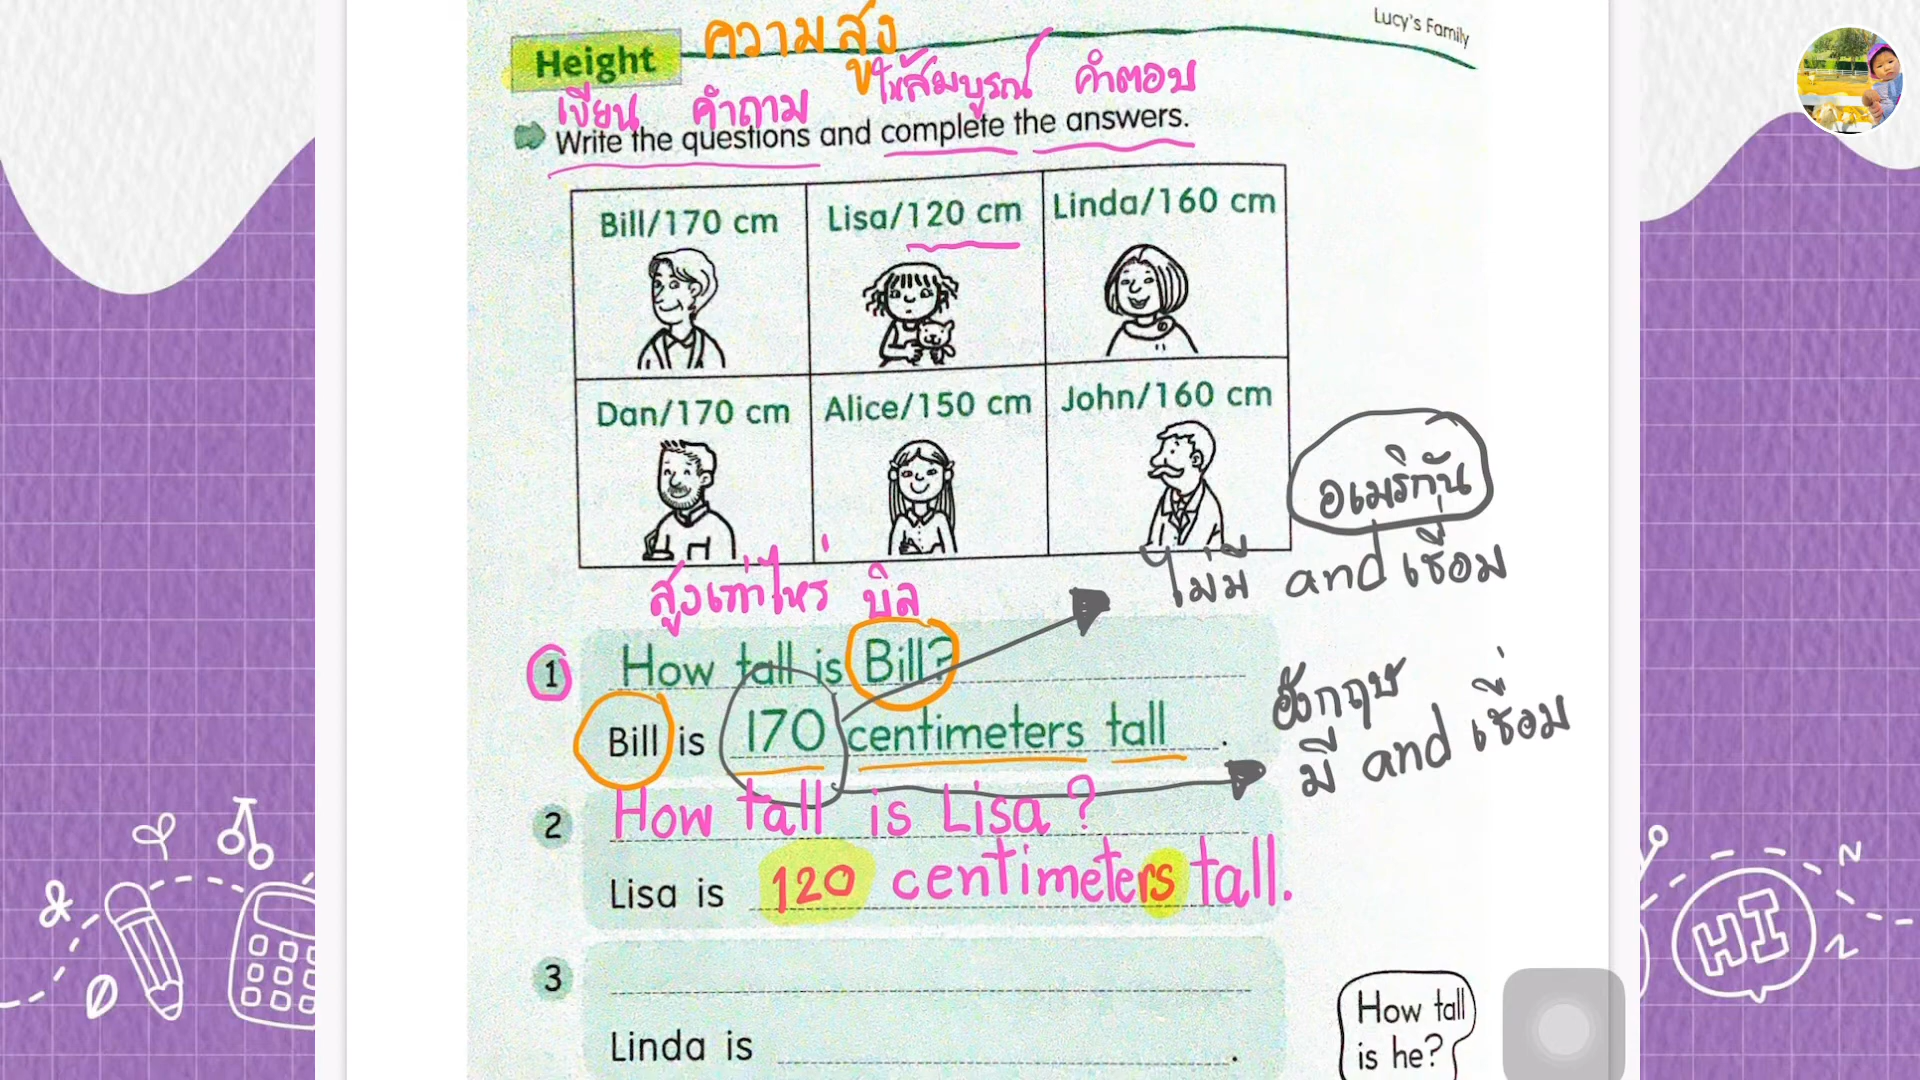 Lucy's Family
Height ความสูง
เขียน คำถาม ให้สมบูรณ์ คำตอบ
Write the questions and complete the answers.
Bill/170 cm Lisa/120 cm Linda/160 cm
Dan/170 cm Alice/150 cm John/160 cm
อเมริกัน
ไม่มี and เชื่อม
สูงเท่าไหร่ บิล
1 How tall is Bill?
Bill is 170 centimeters tall.
อังกฤษ
มี and เชื่อม
2 How tall is Lisa?
Lisa is 120 centimeters tall.
3
Linda is .
How tall
is he?
HI